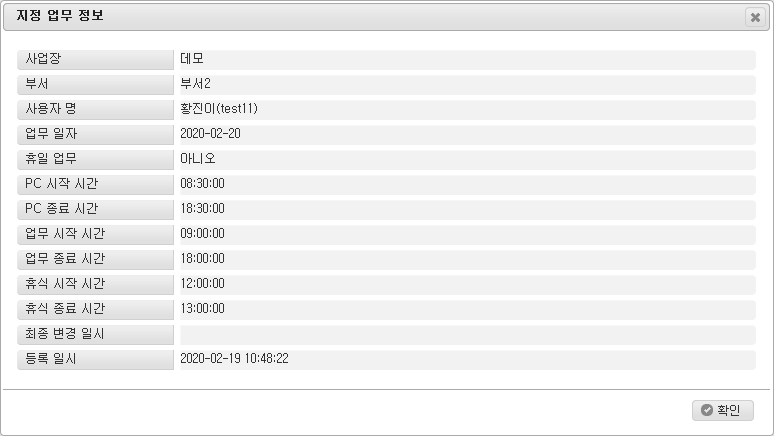 지정 업무 정보
사업장 데모
부서 부서2
사용자 명 황진이(test11)
업무 일자 2020-02-20
휴일 업무 아니오
PC 시작 시간 08:30:00
PC 종료 시간 18:30:00
업무 시작 시간 09:00:00
업무 종료 시간 18:00:00
휴식 시작 시간 12:00:00
휴식 종료 시간 13:00:00
최종 변경 일시
등록 일시 2020-02-19 10:48:22
확인